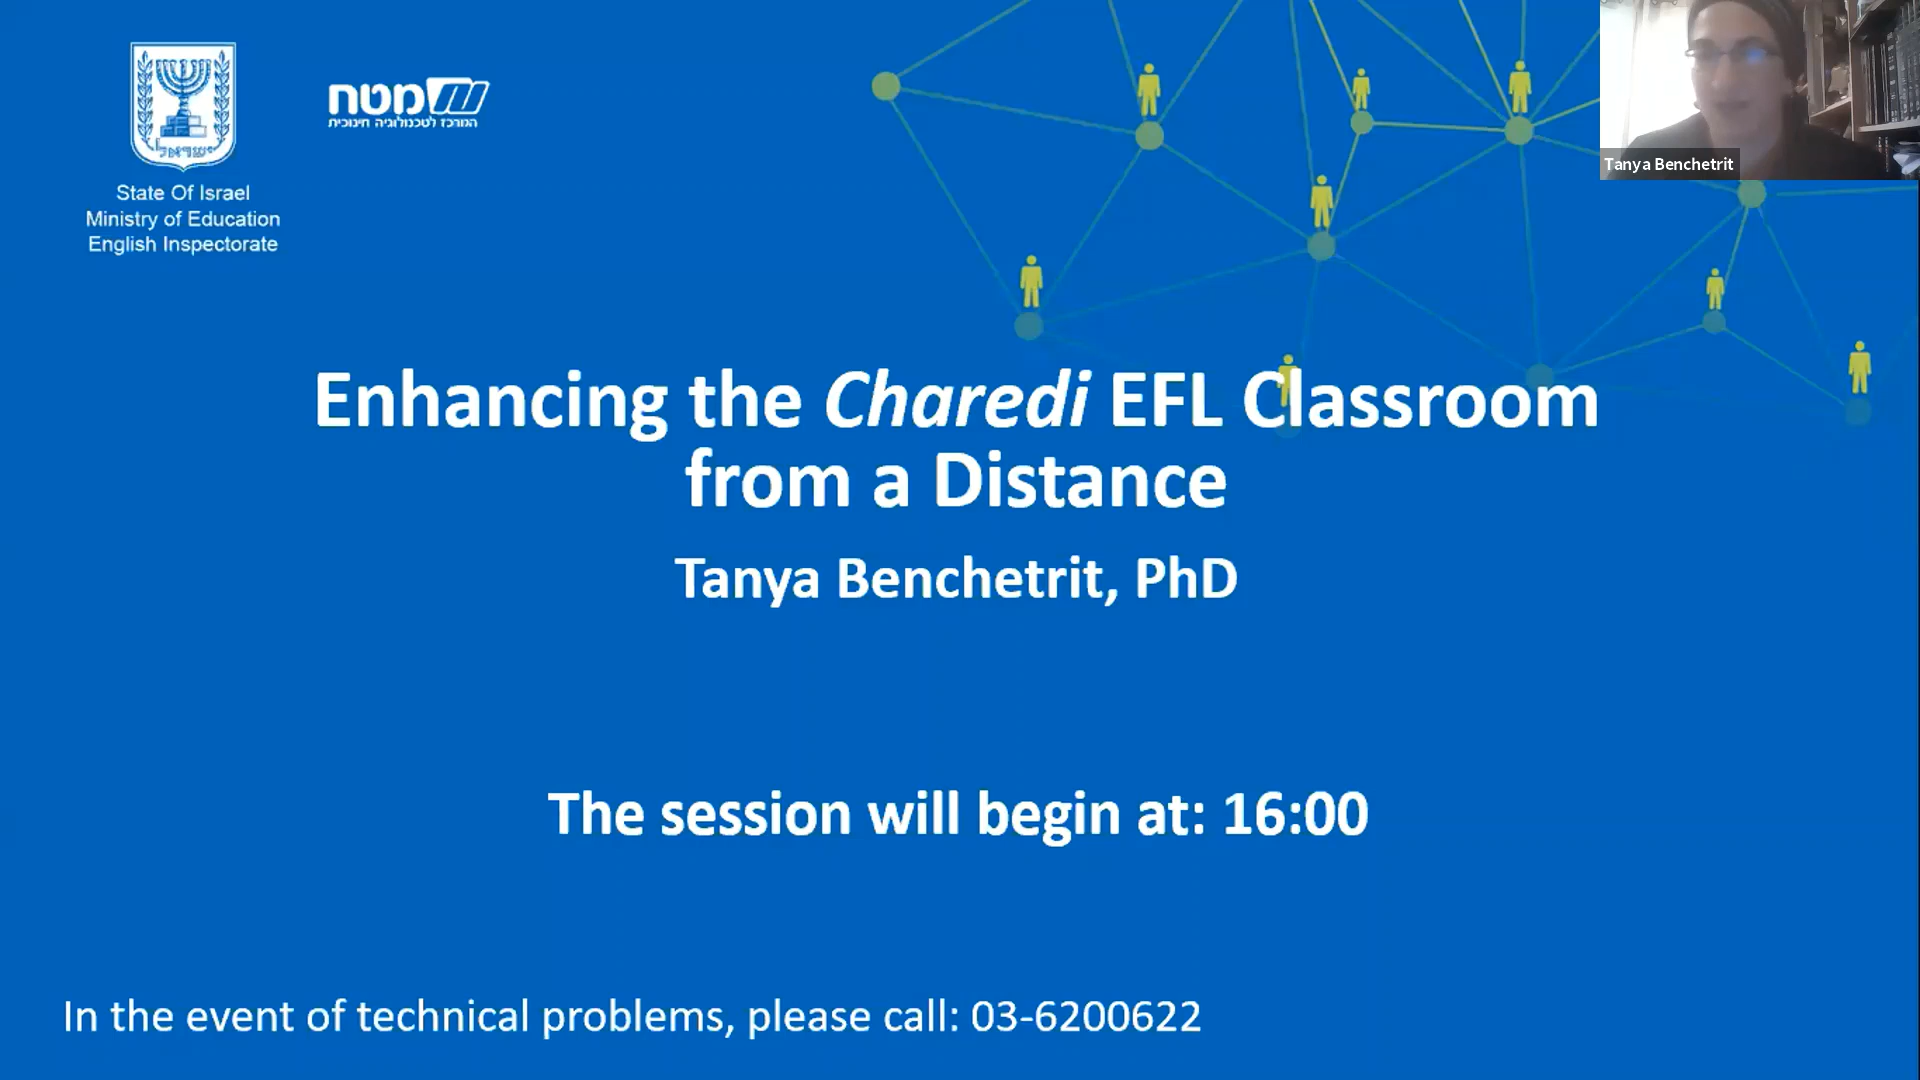 ישראל
State Of Israel
Ministry of Education
English Inspectorate
מטח
המרכז לטכנולוגיה חינוכית
Tanya Benchetrit
Enhancing the Charedi EFL Classroom
from a Distance
Tanya Benchetrit, PhD
The session will begin at: 16:00
In the event of technical problems, please call: 03-6200622